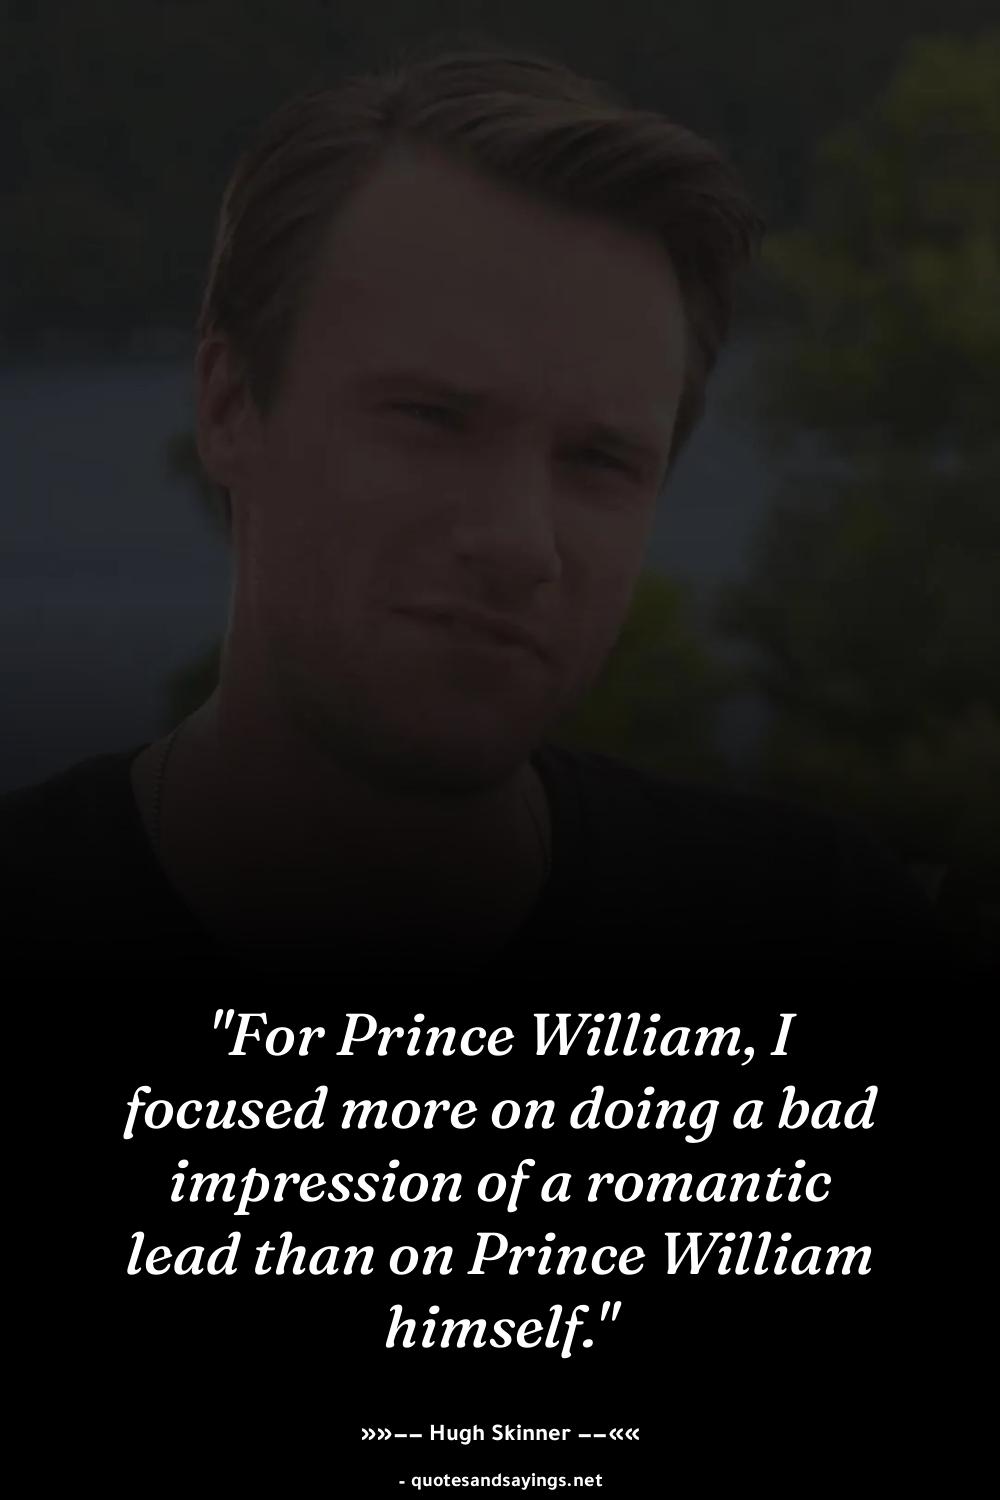 "For Prince William, I
focused more on doing a bad
impression of a romantic
lead than on Prince William
himself."
»»–– Hugh Skinner ––««
- quotesandsayings.net